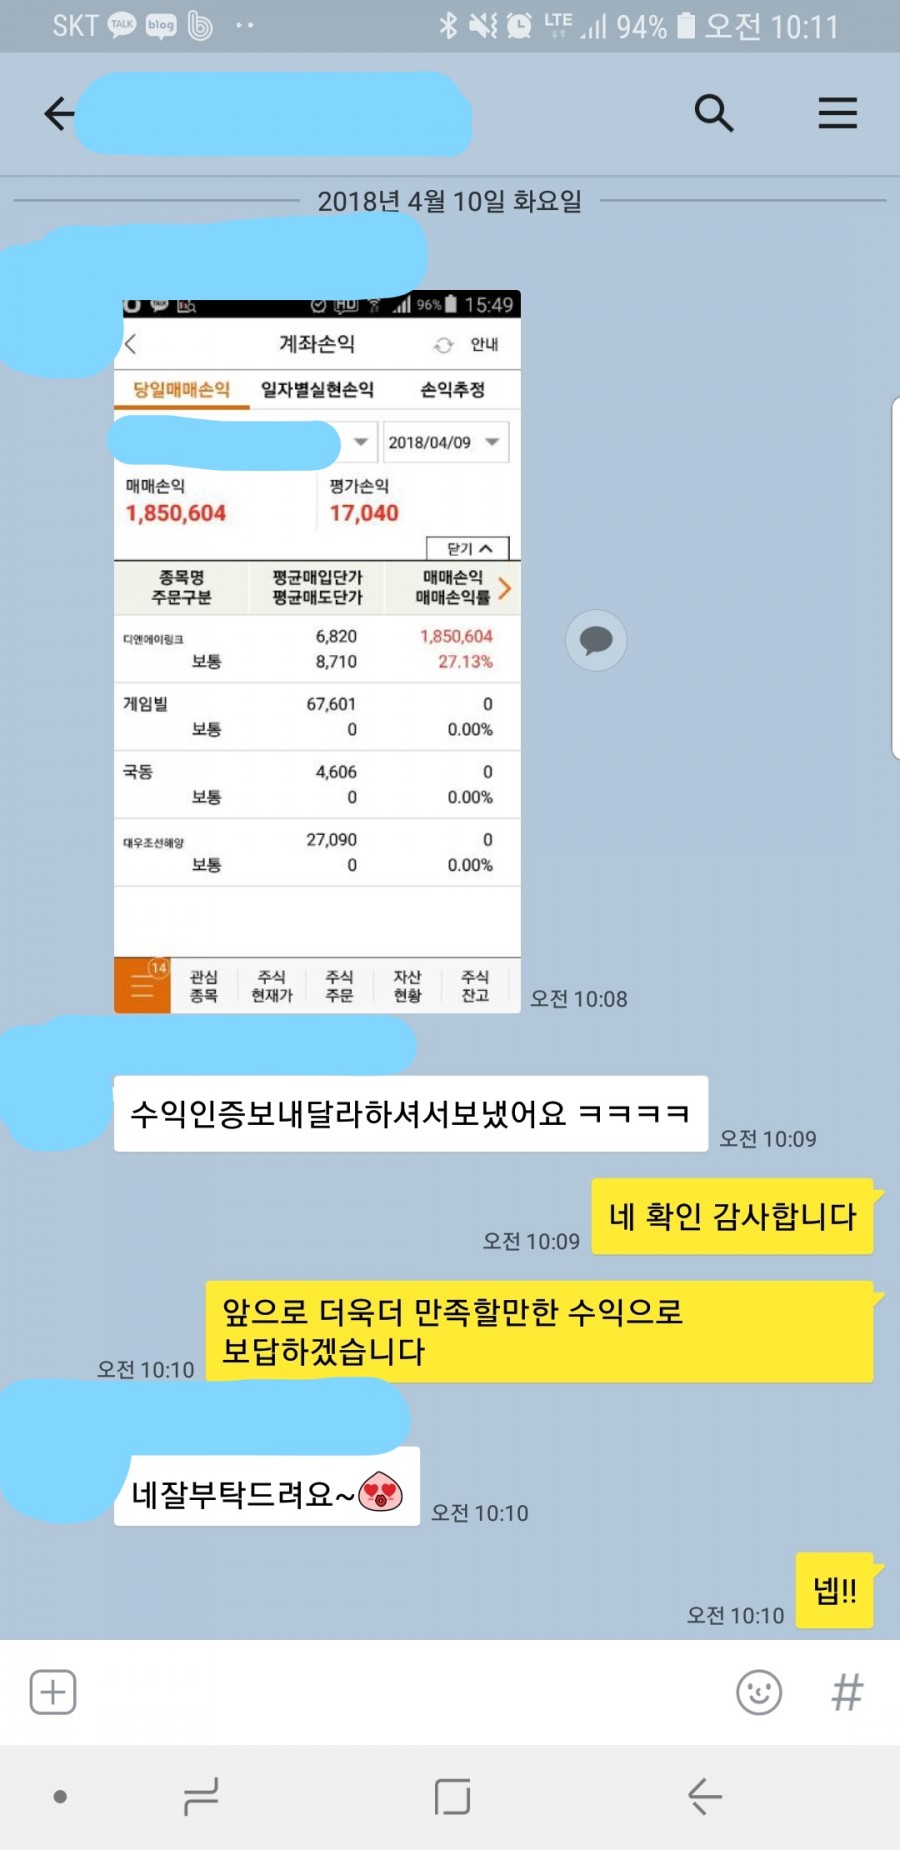 SKT TALK blog b ·· LTE 94% 오전 10:11
2018년 4월 10일 화요일
TALK HD 96% 15:49
계좌손익 안내
당일매매손익 일자별실현손익 손익추정
2018/04/09
매매손익 평가손익
1,850,604 17,040
닫기
종목명 평균매입단가 매매손익
주문구분 평균매도단가 매매손익률
디엔에이링크 6,820 1,850,604
보통 8,710 27.13%
게임빌 67,601 0
보통 0 0.00%
국동 4,606 0
보통 0 0.00%
대우조선해양 27,090 0
보통 0 0.00%
14
관심 주식 주식 자산 주식
종목 현재가 주문 현황 잔고
오전 10:08
수익인증보내달라하셔서보냈어요 ㅋㅋㅋㅋ
오전 10:09
네 확인 감사합니다
오전 10:09
앞으로 더욱더 만족할만한 수익으로
보답하겠습니다
오전 10:10
네잘부탁드려요~
오전 10:10
넵!!
오전 10:10
#